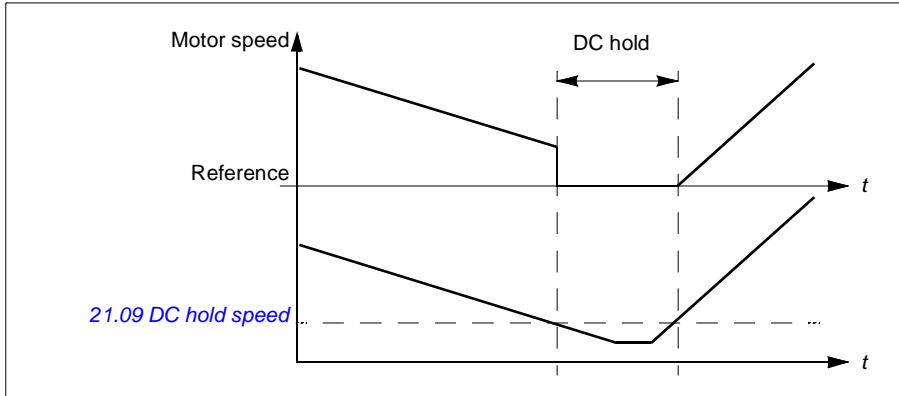 Motor speed
DC hold
Reference
t
21.09 DC hold speed
t